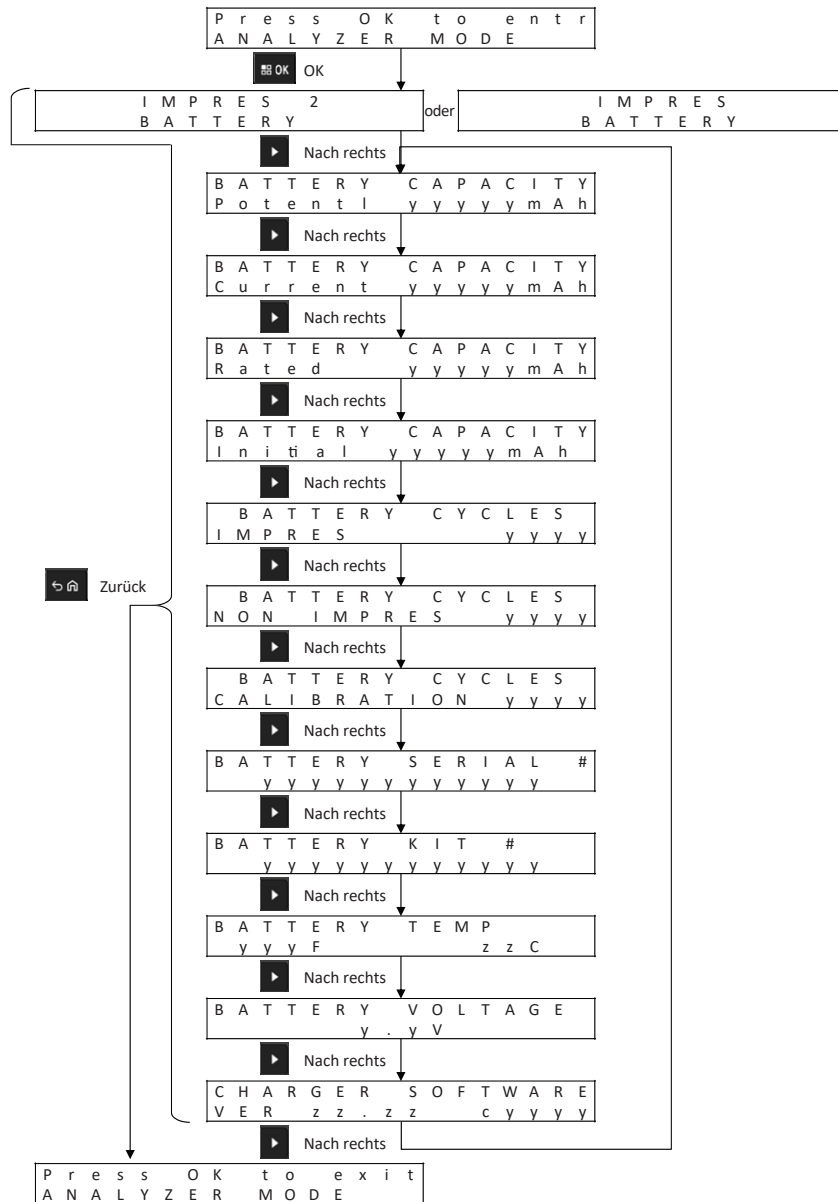 Press OK to entr
ANALYZER MODE
OK OK
IMPRES 2
BATTERY
oder
IMPRES
BATTERY
Nach rechts
BATTERY CAPACITY
Potentl yyyyymAh
Nach rechts
BATTERY CAPACITY
Current yyyyymAh
Nach rechts
BATTERY CAPACITY
Rated yyyyymAh
Nach rechts
BATTERY CAPACITY
Initial yyyyymAh
Nach rechts
BATTERY CYCLES
IMPRES yyyy
Nach rechts
Zurück
BATTERY CYCLES
NON IMPRES yyyy
Nach rechts
BATTERY CYCLES
CALIBRATION yyyy
Nach rechts
BATTERY SERIAL #
yyyyyyyyyyyy
Nach rechts
BATTERY KIT #
yyyyyyyyyyyy
Nach rechts
BATTERY TEMP
yyyF zzC
Nach rechts
BATTERY VOLTAGE
y.yV
Nach rechts
CHARGER SOFTWARE
VER zz.zz cyyyy
Nach rechts
Press OK to exit
ANALYZER MODE